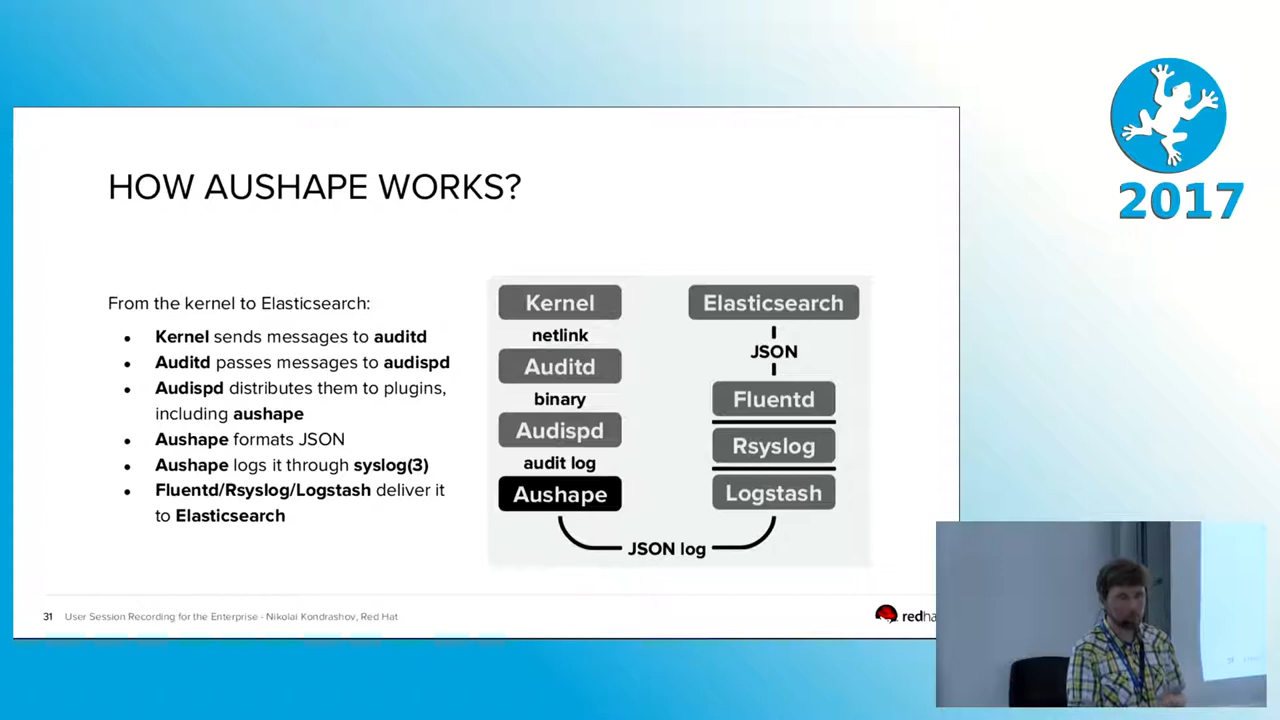 2017
HOW AUSHAPE WORKS?
From the kernel to Elasticsearch:
• Kernel sends messages to auditd
• Auditd passes messages to audispd
• Audispd distributes them to plugins,
including aushape
• Aushape formats JSON
• Aushape logs it through syslog(3)
• Fluentd/Rsyslog/Logstash deliver it
to Elasticsearch
Kernel
netlink
Auditd
binary
Audispd
audit log
Aushape
JSON log
Elasticsearch
JSON
Fluentd
Rsyslog
Logstash
31 User Session Recording for the Enterprise - Nikolai Kondrashov, Red Hat
redha